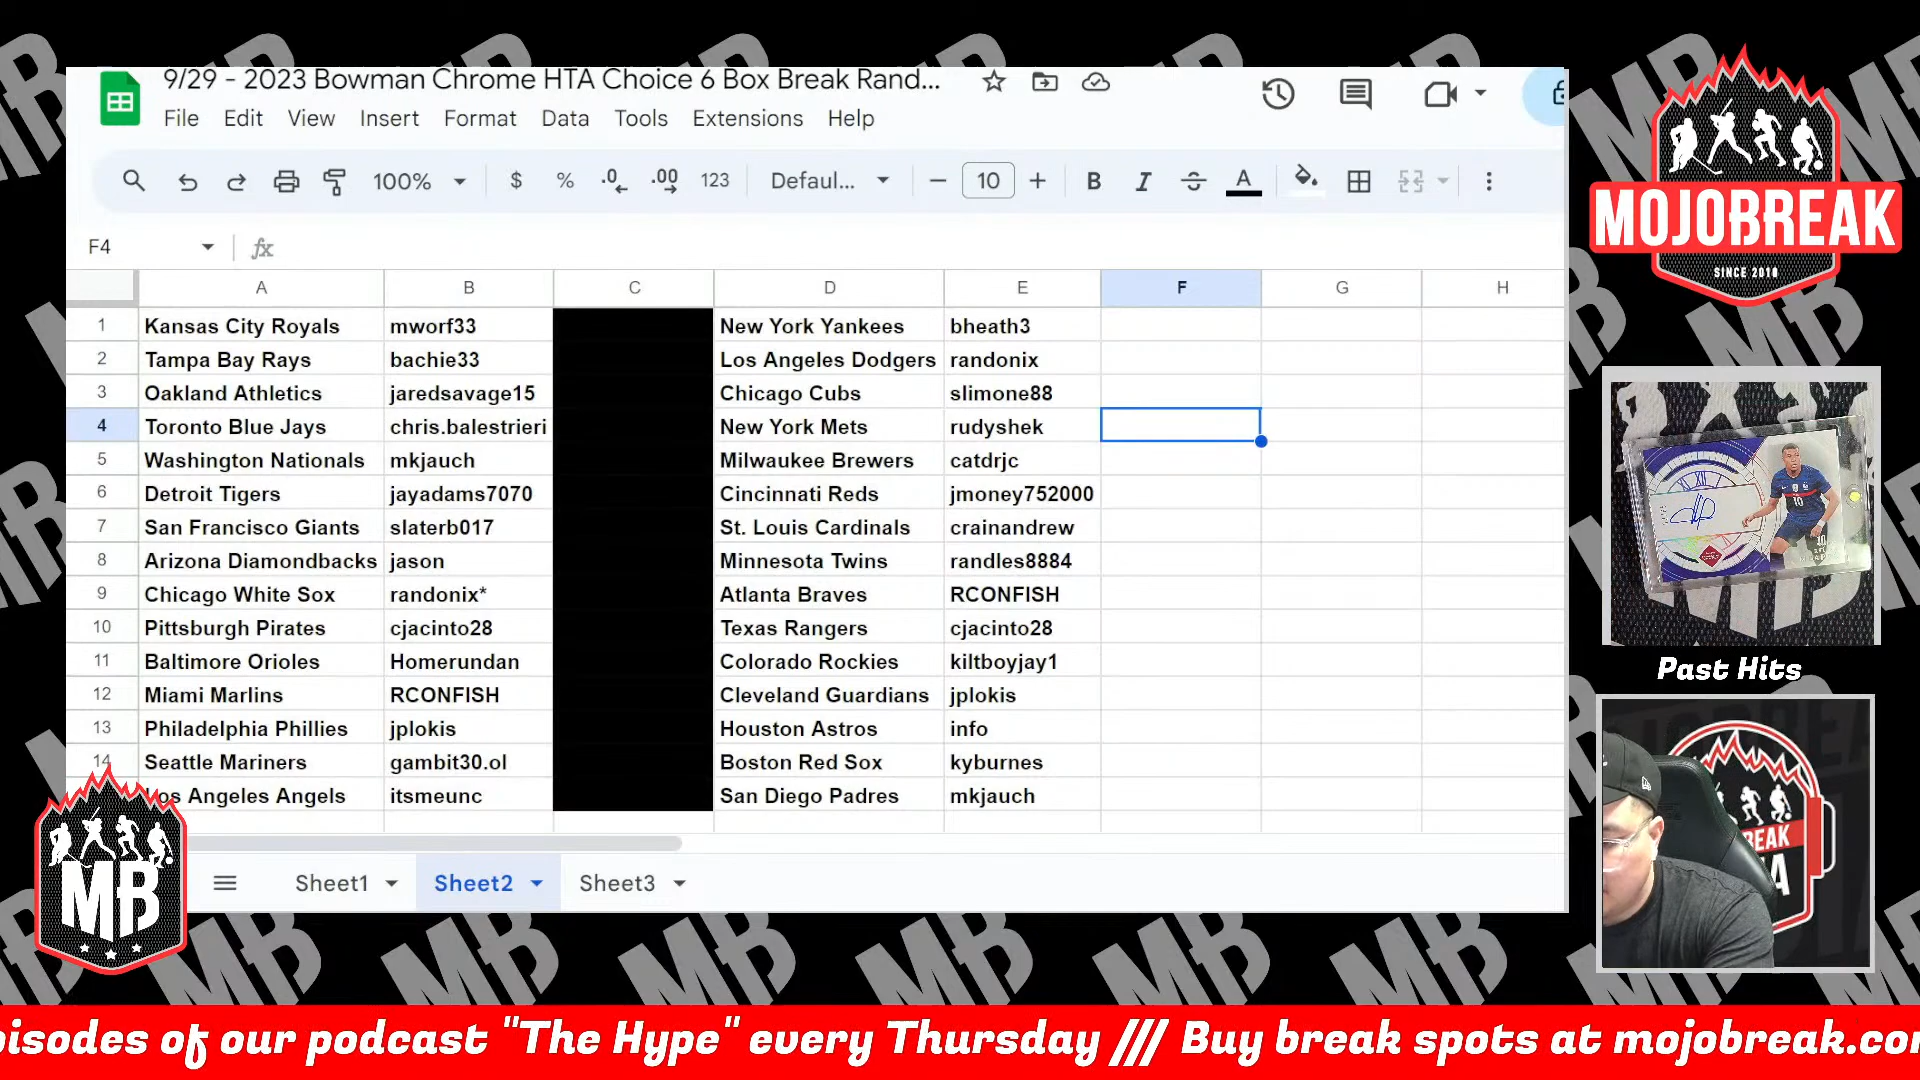 9/29 - 2023 Bowman Chrome HTA Choice 6 Box Break Rand...
File Edit View Insert Format Data Tools Extensions Help
100% $ % .0 .00 123 Defaul... 10 B I A
F4 fx
A B C D E F G H
1 Kansas City Royals mworf33 New York Yankees bheath3
2 Tampa Bay Rays bachie33 Los Angeles Dodgers randonix
3 Oakland Athletics jaredsavage15 Chicago Cubs slimone88
4 Toronto Blue Jays chris.balestrieri New York Mets rudyshek
5 Washington Nationals mkjauch Milwaukee Brewers catdrjc
6 Detroit Tigers jayadams7070 Cincinnati Reds jmoney752000
7 San Francisco Giants slaterb017 St. Louis Cardinals crainandrew
8 Arizona Diamondbacks jason Minnesota Twins randles8884
9 Chicago White Sox randonix* Atlanta Braves RCONFISH
10 Pittsburgh Pirates cjacinto28 Texas Rangers cjacinto28
11 Baltimore Orioles Homerundan Colorado Rockies kiltboyjay1
12 Miami Marlins RCONFISH Cleveland Guardians jplokis
13 Philadelphia Phillies jplokis Houston Astros info
14 Seattle Mariners gambit30.ol Boston Red Sox kyburnes
Los Angeles Angels itsmeunc San Diego Padres mkjauch
Sheet1 Sheet2 Sheet3
MB
MOJOBREAK
SINCE 2010
Past Hits
isodes of our podcast "The Hype" every Thursday /// Buy break spots at mojobreak.co